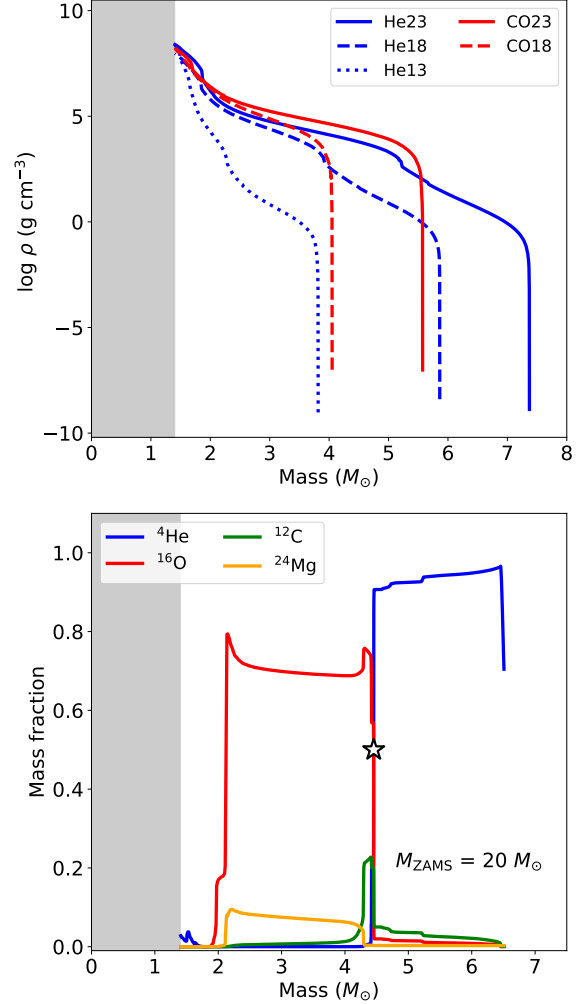 10
5
0
−5
−10
log ρ (g cm⁻³)
He23
He18
He13
CO23
CO18
0 1 2 3 4 5 6 7 8
Mass (M⊙)
⁴He
¹⁶O
¹²C
²⁴Mg
1.0
0.8
0.6
0.4
0.2
0.0
Mass fraction
M_ZAMS = 20 M⊙
0 1 2 3 4 5 6 7
Mass (M⊙)